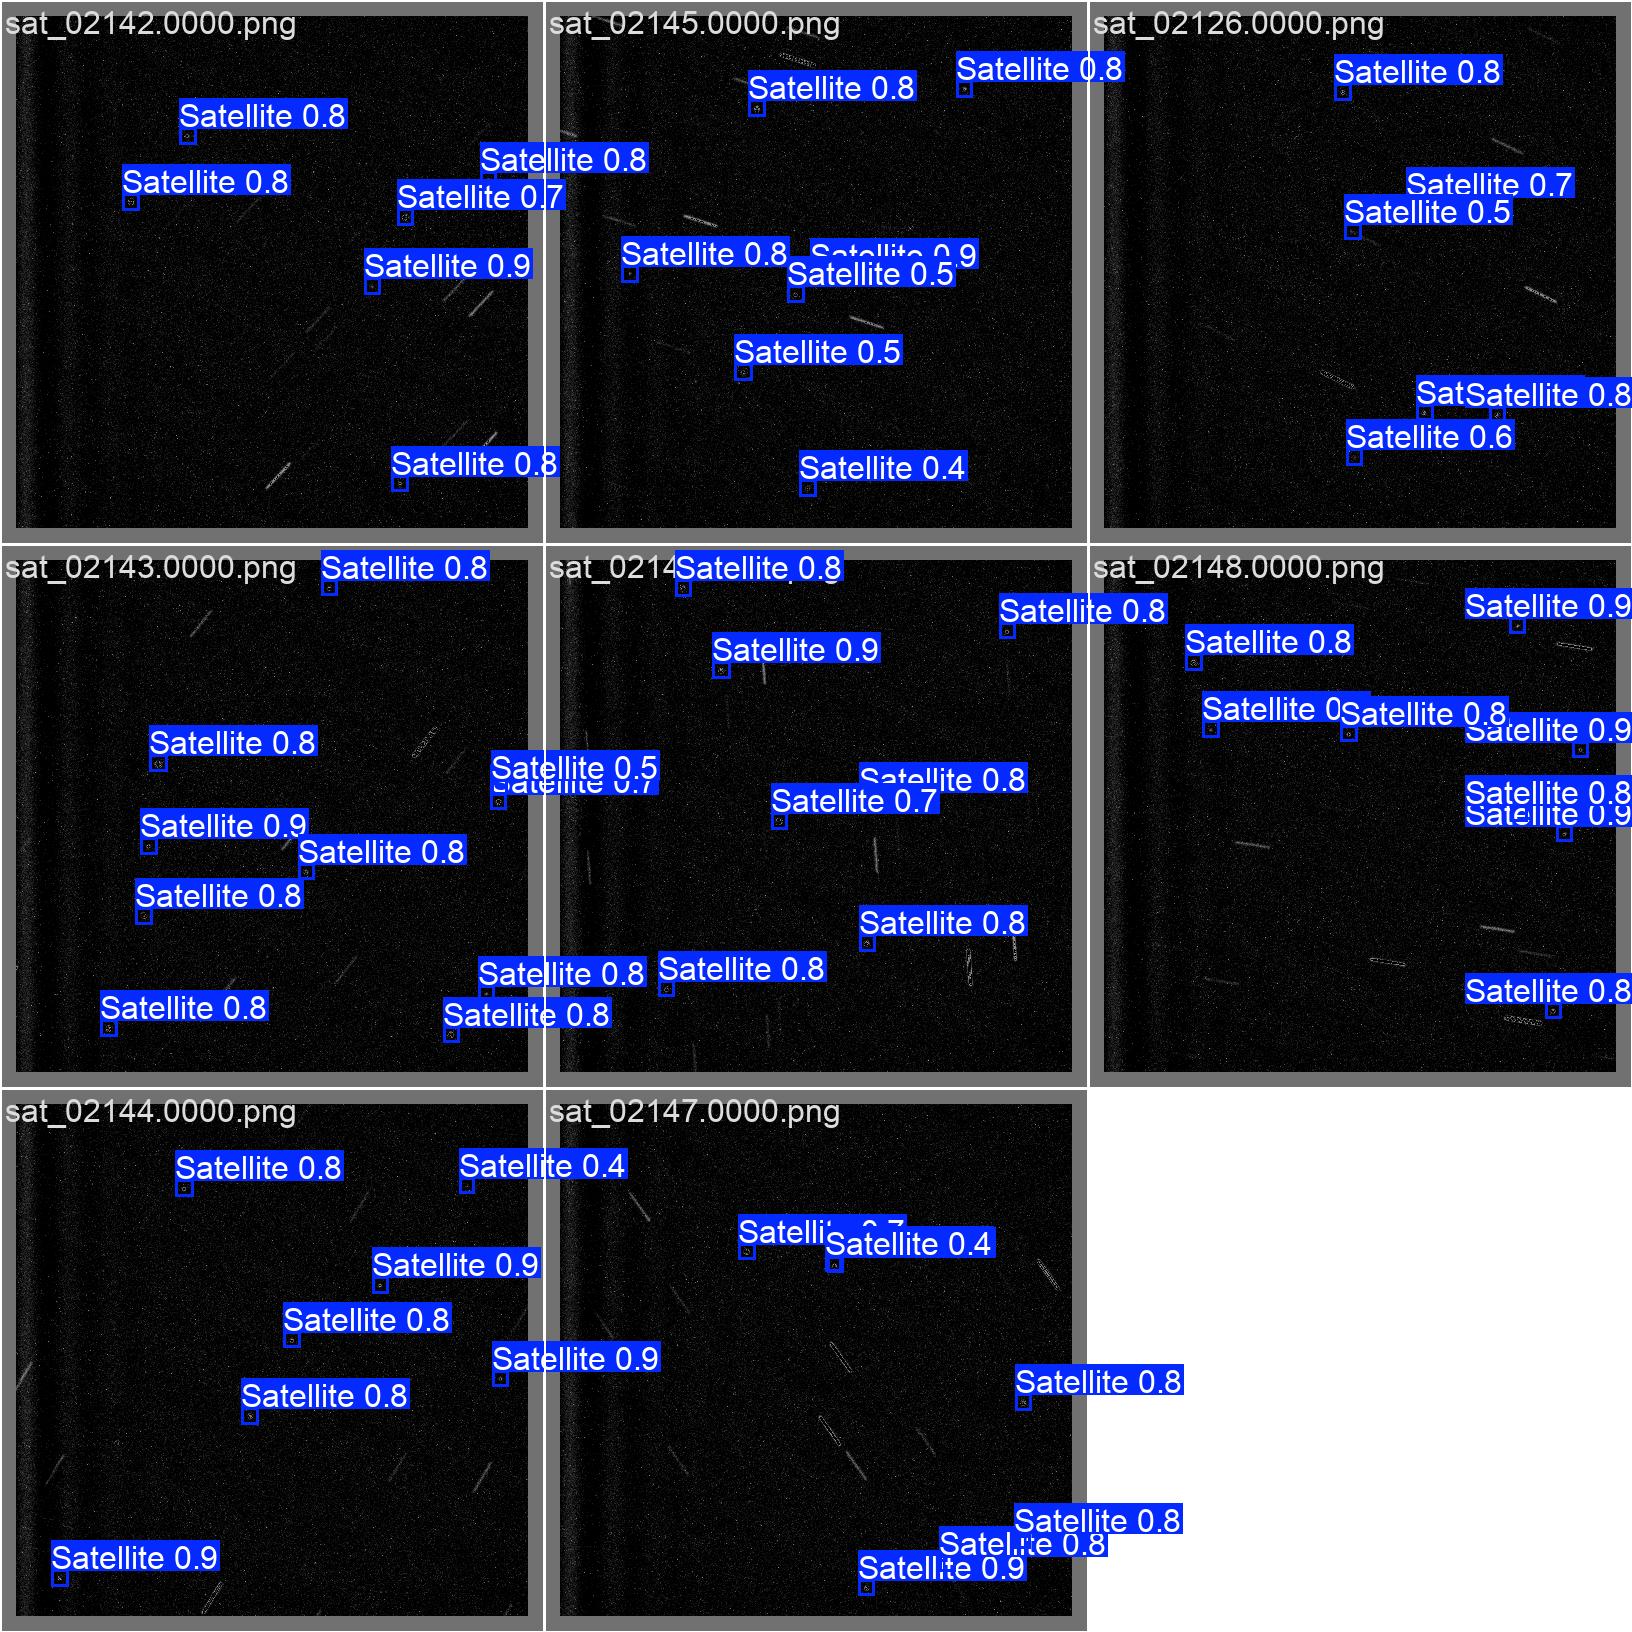 sat_02142.0000.png
Satellite 0.8
Satellite 0.8
Satellite 0.8
Satellite 0.7
Satellite 0.9
Satellite 0.8
sat_02145.0000.png
Satellite 0.8
Satellite 0.8
Satellite 0.8
Satellite 0.9
Satellite 0.5
Satellite 0.5
Satellite 0.4
sat_02126.0000.png
Satellite 0.8
Satellite 0.7
Satellite 0.5
Sat
Satellite 0.8
Satellite 0.6
sat_02143.0000.png
Satellite 0.8
Satellite 0.8
Satellite 0.5
Satellite 0.7
Satellite 0.9
Satellite 0.8
Satellite 0.8
Satellite 0.8
Satellite 0.8
Satellite 0.8
sat_0214
Satellite 0.8
Satellite 0.8
Satellite 0.9
Satellite 0.8
Satellite 0.7
Satellite 0.8
Satellite 0.8
sat_02148.0000.png
Satellite 0.9
Satellite 0.8
Satellite 0
Satellite 0.8
Satellite 0.9
Satellite 0.8
Satellite 0.9
Satellite 0.8
sat_02144.0000.png
Satellite 0.8
Satellite 0.4
Satellite 0.9
Satellite 0.8
Satellite 0.9
Satellite 0.8
Satellite 0.9
sat_02147.0000.png
Satellite 0.7
Satellite 0.4
Satellite 0.8
Satellite 0.8
Satellite 0.8
Satellite 0.9